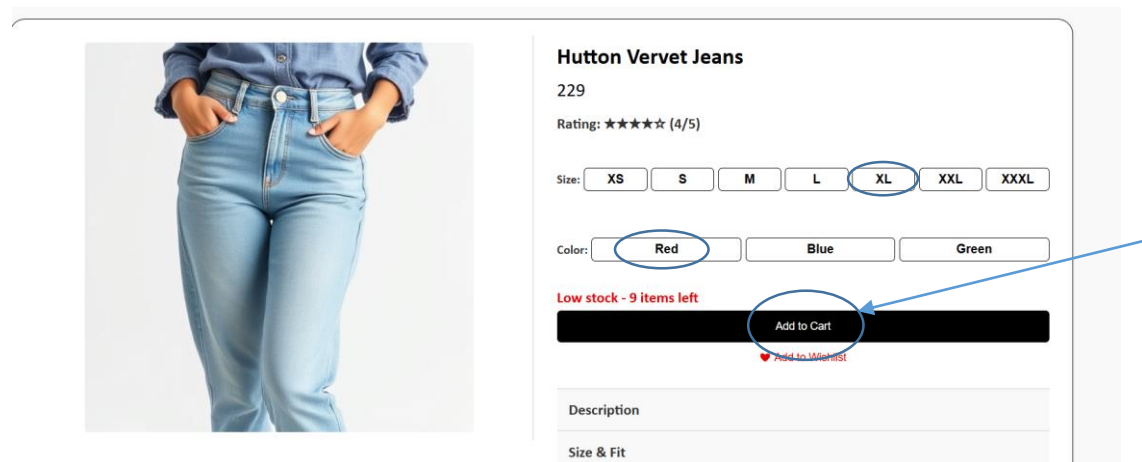 Hutton Vervet Jeans
229
Rating: ★★★★☆ (4/5)
Size: XS S M L XL XXL XXXL
Color: Red Blue Green
Low stock - 9 items left
Add to Cart
♥ Add to Wishlist
Description
Size & Fit